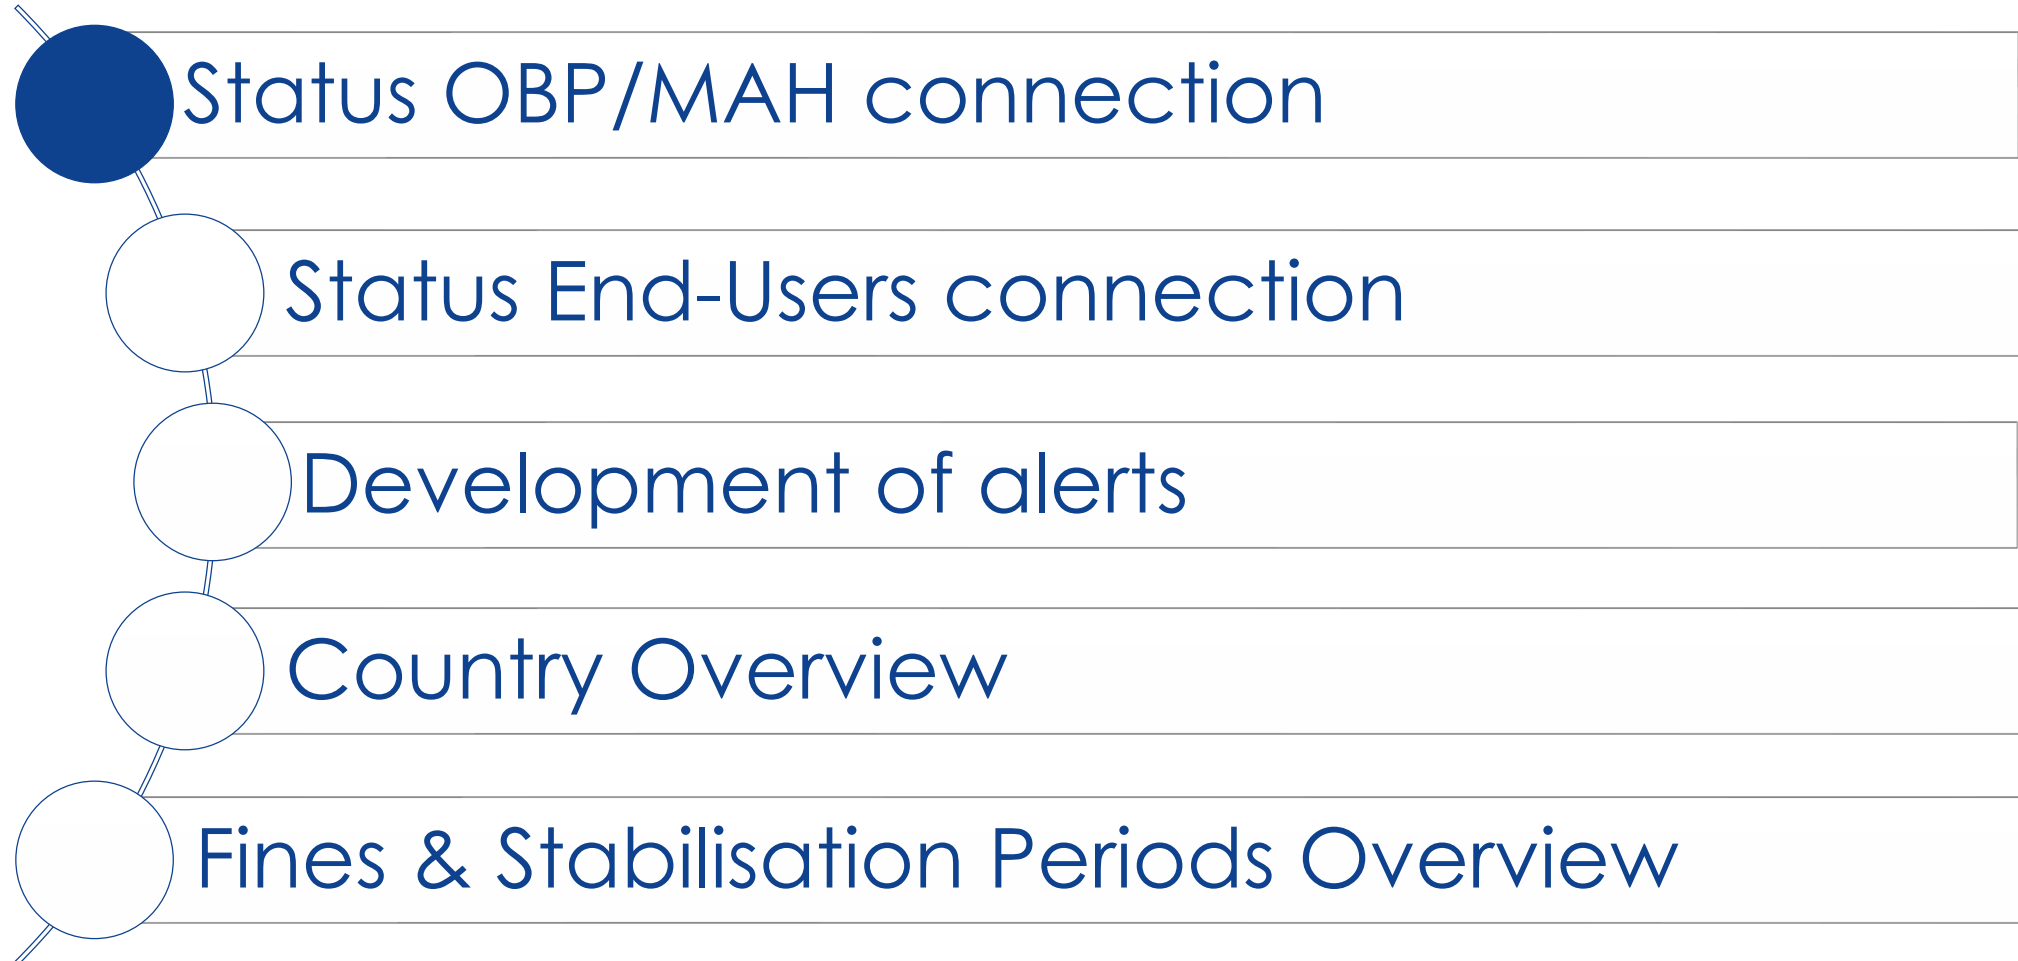 Status OBP/MAH connection
Status End-Users connection
Development of alerts
Country Overview
Fines & Stabilisation Periods Overview